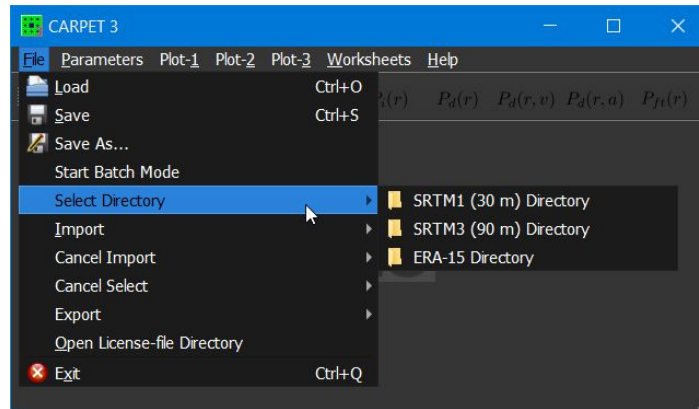 CARPET 3
File Parameters Plot-1 Plot-2 Plot-3 Worksheets Help
Load Ctrl+O
P_d(r) P_d(r, v) P_d(r, a) P_ft(r)
Save Ctrl+S
Save As...
Start Batch Mode
Select Directory
SRTM1 (30 m) Directory
Import
SRTM3 (90 m) Directory
Cancel Import
ERA-15 Directory
Cancel Select
Export
Open License-file Directory
Exit Ctrl+Q